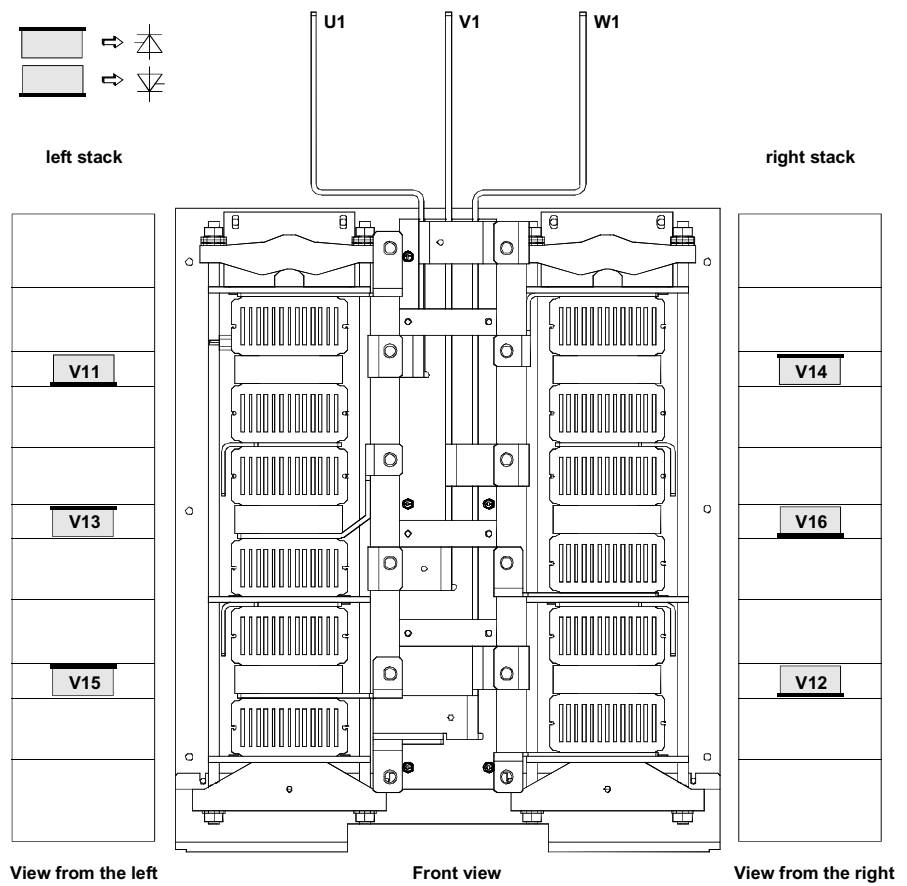 U1
V1
W1
left stack
right stack
V11
V14
V13
V16
V15
V12
View from the left
Front view
View from the right